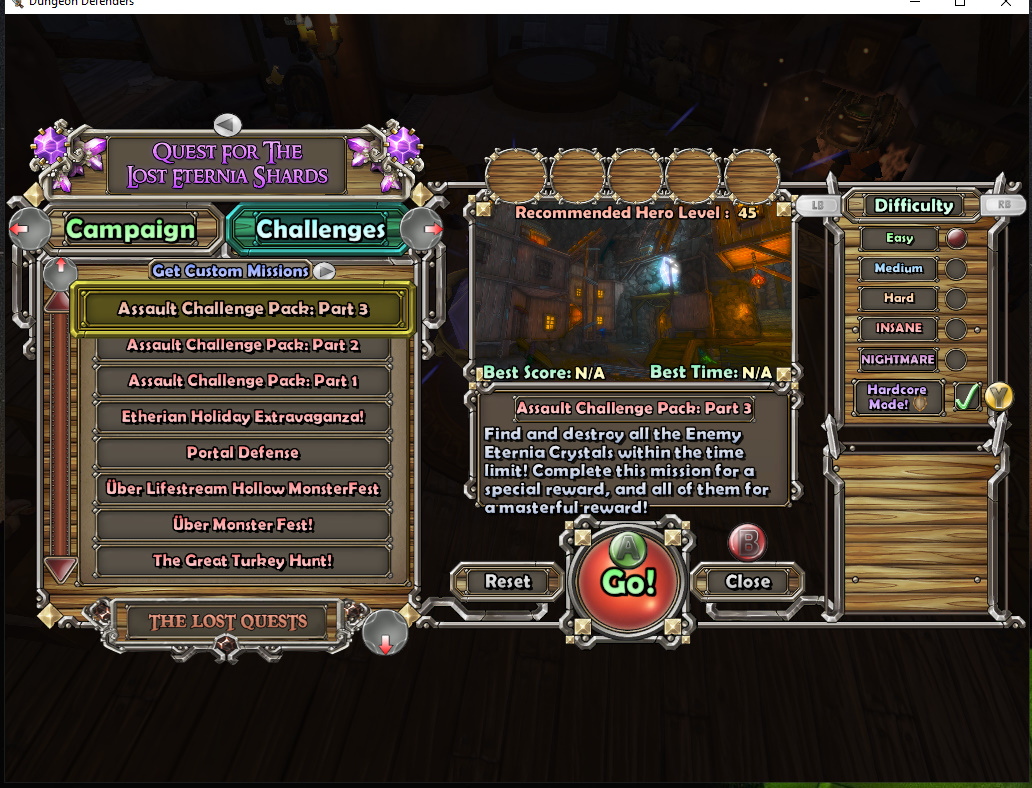 Dungeon Defenders
Quest for The
Lost Eternia Shards
Campaign
Challenges
Get Custom Missions
Assault Challenge Pack: Part 3
Assault Challenge Pack: Part 2
Assault Challenge Pack: Part 1
Etherian Holiday Extravaganza!
Portal Defense
Über Lifestream Hollow MonsterFest
Über Monster Fest!
The Great Turkey Hunt!
The Lost Quests
Recommended Hero Level : 45
Best Score: N/A
Best Time: N/A
Assault Challenge Pack: Part 3
Find and destroy all the Enemy
Eternia Crystals within the time
limit! Complete this mission for a
special reward, and all of them for
a masterful reward!
Reset
A
Go!
B
Close
LB
Difficulty
RB
Easy
Medium
Hard
INSANE
NIGHTMARE
Hardcore
Mode!
Y